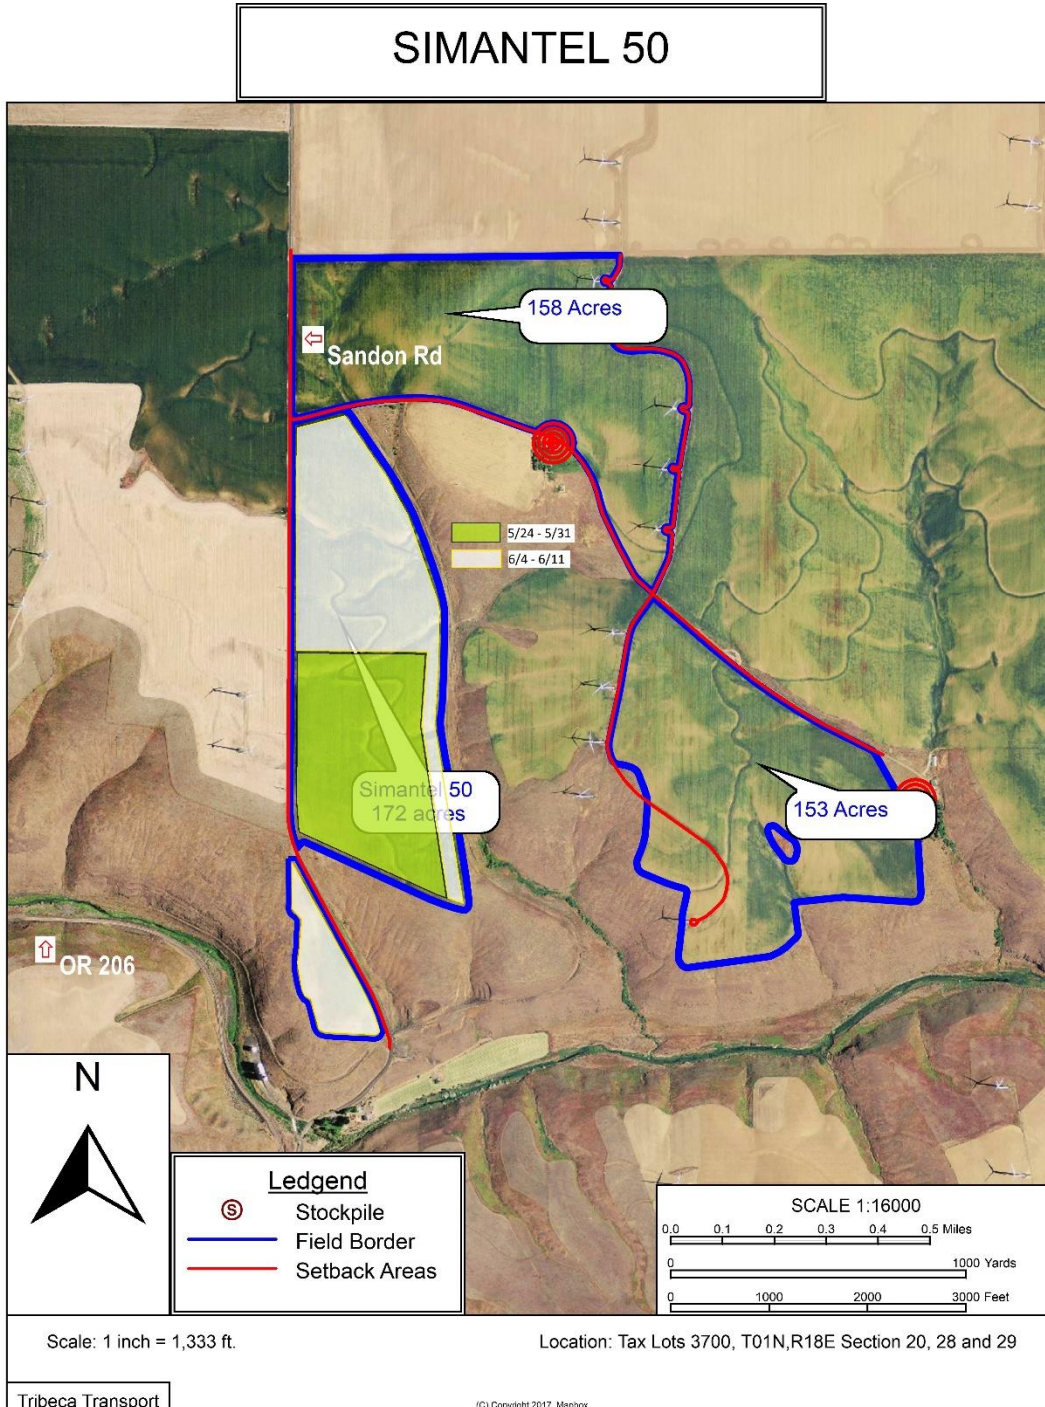 SIMANTEL 50
158 Acres
Sandon Rd
5/24 - 5/31
6/4 - 6/11
Simantel 50
172 acres
153 Acres
OR 206
N
Ledgend
S Stockpile
Field Border
Setback Areas
SCALE 1:16000
0.0 0.1 0.2 0.3 0.4 0.5 Miles
0 1000 Yards
0 1000 2000 3000 Feet
Scale: 1 inch = 1,333 ft.
Location: Tax Lots 3700, T01N,R18E Section 20, 28 and 29
Tribeca Transport
(C) Copyright 2017, Mapbox